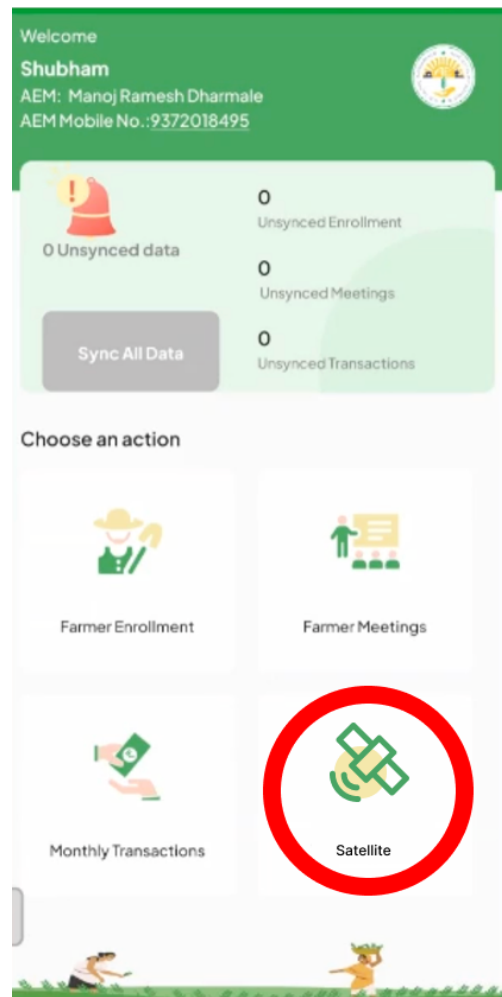 Welcome
Shubham
AEM: Manoj Ramesh Dharmale
AEM Mobile No.:9372018495
!
0 Unsynced data
Sync All Data
0
Unsynced Enrollment
0
Unsynced Meetings
0
Unsynced Transactions
Choose an action
Farmer Enrollment
Farmer Meetings
Monthly Transactions
Satellite